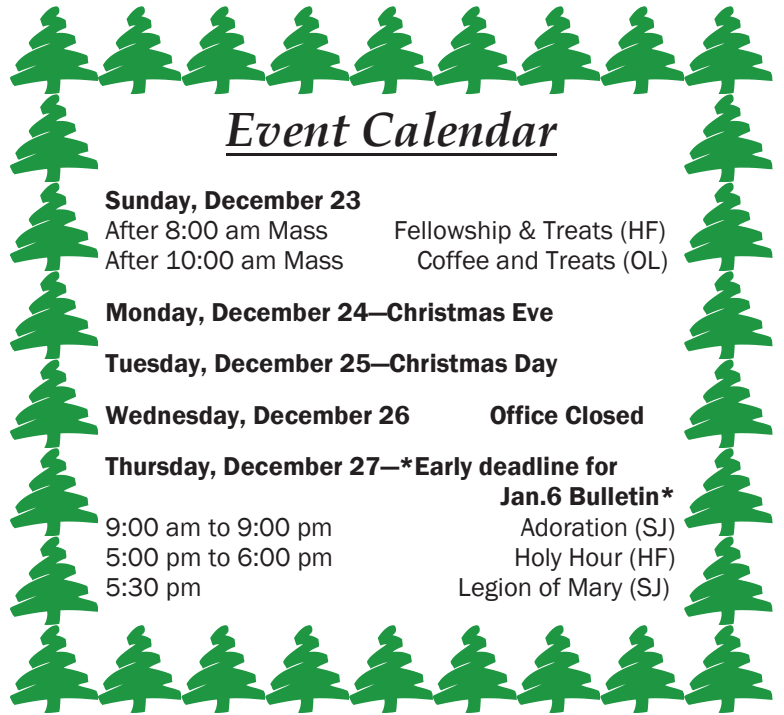 Event Calendar
Sunday, December 23
After 8:00 am Mass Fellowship & Treats (HF)
After 10:00 am Mass Coffee and Treats (OL)
Monday, December 24—Christmas Eve
Tuesday, December 25—Christmas Day
Wednesday, December 26 Office Closed
Thursday, December 27—*Early deadline for
Jan.6 Bulletin*
9:00 am to 9:00 pm Adoration (SJ)
5:00 pm to 6:00 pm Holy Hour (HF)
5:30 pm Legion of Mary (SJ)